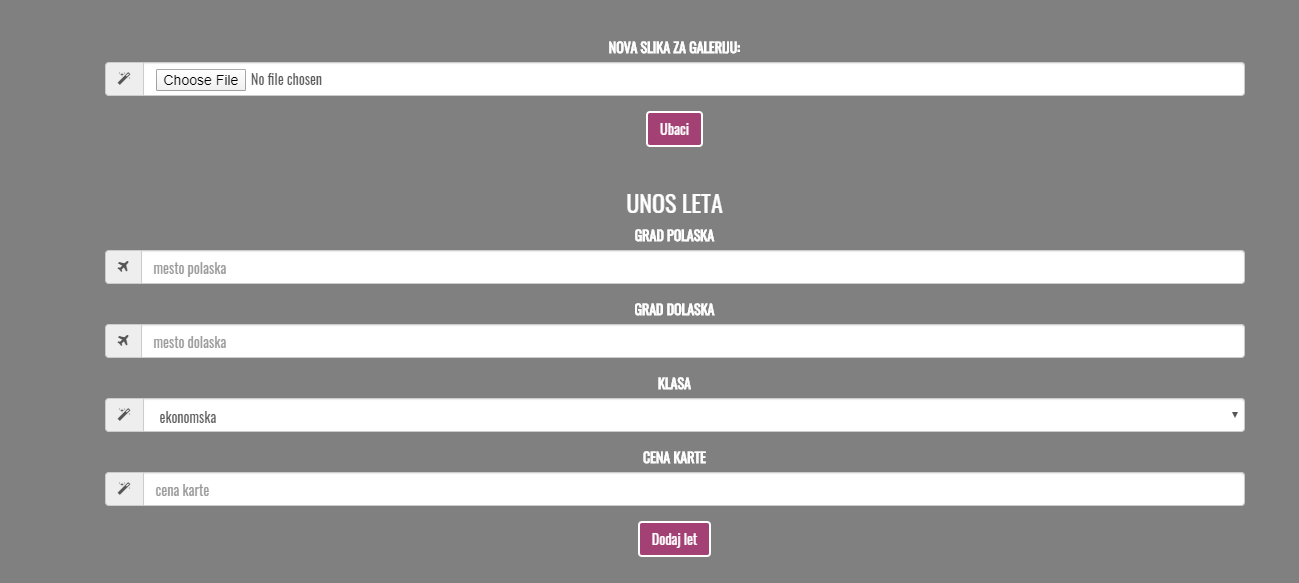 NOVA SLIKA ZA GALERIJU:
Choose File No file chosen
Ubaci
UNOS LETA
GRAD POLASKA
mesto polaska
GRAD DOLASKA
mesto dolaska
KLASA
ekonomska
CENA KARTE
cena karte
Dodaj let